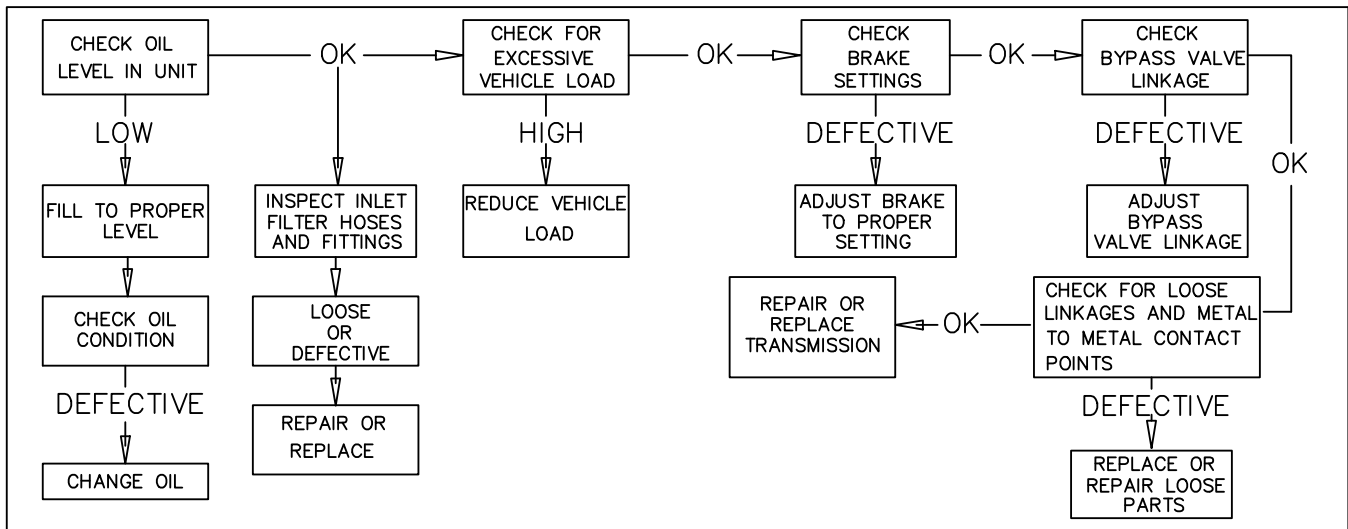 CHECK OIL
LEVEL IN UNIT
OK
CHECK FOR
EXCESSIVE
VEHICLE LOAD
OK
CHECK
BRAKE
SETTINGS
OK
CHECK
BYPASS VALVE
LINKAGE
LOW
HIGH
DEFECTIVE
DEFECTIVE
OK
FILL TO PROPER
LEVEL
INSPECT INLET
FILTER HOSES
AND FITTINGS
REDUCE VEHICLE
LOAD
ADJUST BRAKE
TO PROPER
SETTING
ADJUST
BYPASS
VALVE LINKAGE
CHECK OIL
CONDITION
LOOSE
OR
DEFECTIVE
REPAIR OR
REPLACE
TRANSMISSION
OK
CHECK FOR LOOSE
LINKAGES AND METAL
TO METAL CONTACT
POINTS
DEFECTIVE
REPAIR OR
REPLACE
DEFECTIVE
CHANGE OIL
REPLACE OR
REPAIR LOOSE
PARTS